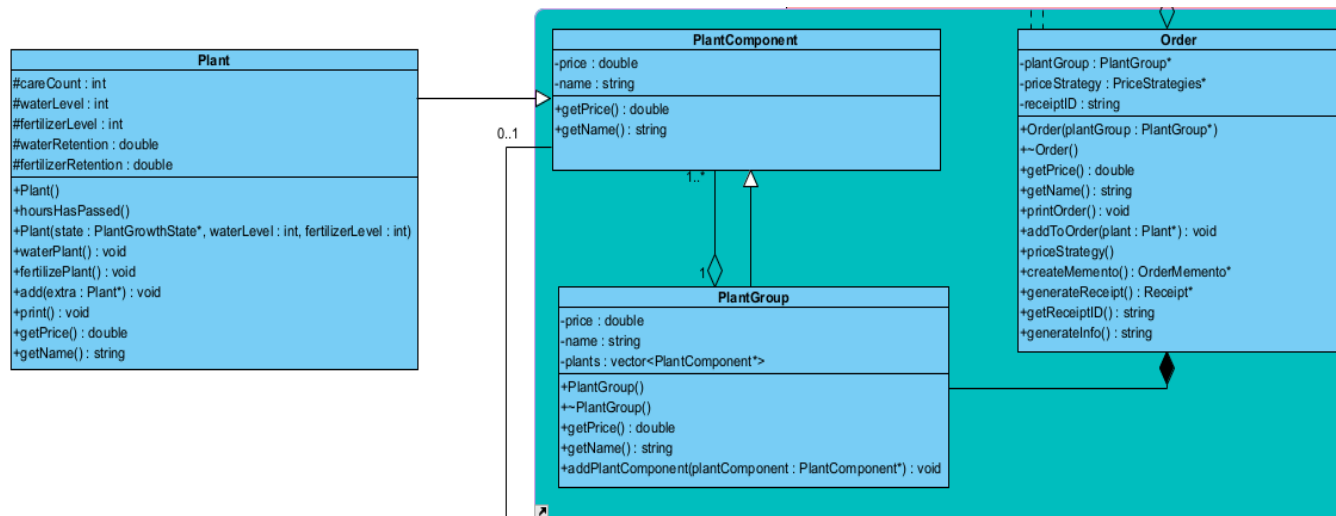 Plant
#careCount : int
#waterLevel : int
#fertilizerLevel : int
#waterRetention : double
#fertilizerRetention : double
+Plant()
+hoursHasPassed()
+Plant(state : PlantGrowthState*, waterLevel : int, fertilizerLevel : int)
+waterPlant() : void
+fertilizePlant() : void
+add(extra : Plant*) : void
+print() : void
+getPrice() : double
+getName() : string
0..1
PlantComponent
-price : double
-name : string
+getPrice() : double
+getName() : string
1..*
1
PlantGroup
-price : double
-name : string
-plants : vector<PlantComponent*>
+PlantGroup()
+~PlantGroup()
+getPrice() : double
+getName() : string
+addPlantComponent(plantComponent : PlantComponent*) : void
Order
-plantGroup : PlantGroup*
-priceStrategy : PriceStrategies*
-receiptID : string
+Order(plantGroup : PlantGroup*)
+~Order()
+getPrice() : double
+getName() : string
+printOrder() : void
+addToOrder(plant : Plant*) : void
+priceStrategy()
+createMemento() : OrderMemento*
+generateReceipt() : Receipt*
+getReceiptID() : string
+generateInfo() : string